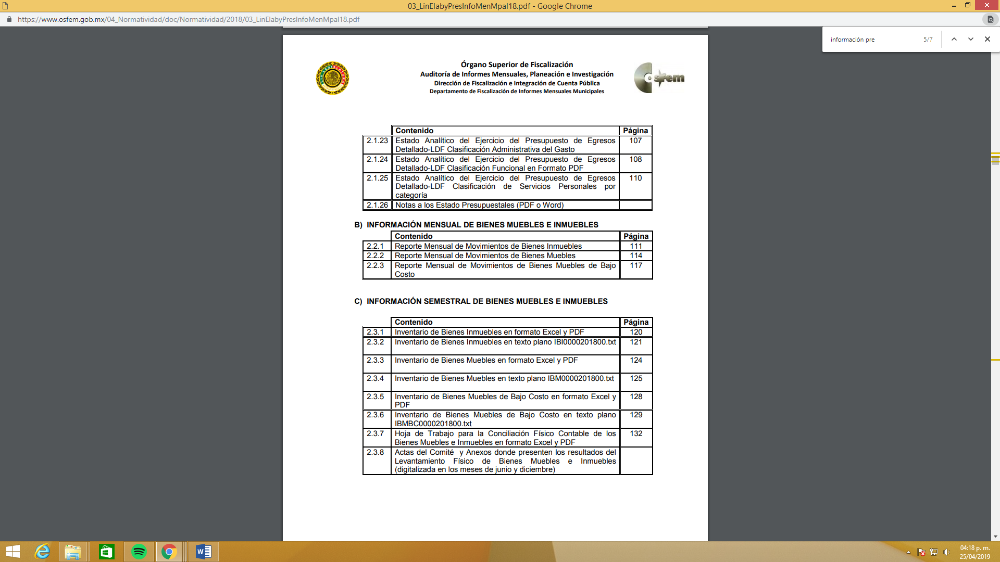 03_LinElabyPresInfoMenMpal18.pdf - Google Chrome
https://www.osfem.gob.mx/04_Normatividad/doc/Normatividad/2018/03_LinElabyPresInfoMenMpal18.pdf
información pre 5/7
Órgano Superior de Fiscalización
Auditoría de Informes Mensuales, Planeación e Investigación
Dirección de Fiscalización e Integración de Cuenta Pública
Departamento de Fiscalización de Informes Mensuales Municipales
osfem
Contenido Página
2.1.23 Estado Analítico del Ejercicio del Presupuesto de Egresos 107
Detallado-LDF Clasificación Administrativa del Gasto
2.1.24 Estado Analítico del Ejercicio del Presupuesto de Egresos 108
Detallado-LDF Clasificación Funcional en Formato PDF
2.1.25 Estado Analítico del Ejercicio del Presupuesto de Egresos 110
Detallado-LDF Clasificación de Servicios Personales por
categoría
2.1.26 Notas a los Estado Presupuestales (PDF o Word)
B) INFORMACIÓN MENSUAL DE BIENES MUEBLES E INMUEBLES
Contenido Página
2.2.1 Reporte Mensual de Movimientos de Bienes Inmuebles 111
2.2.2 Reporte Mensual de Movimientos de Bienes Muebles 114
2.2.3 Reporte Mensual de Movimientos de Bienes Muebles de Bajo 117
Costo
C) INFORMACIÓN SEMESTRAL DE BIENES MUEBLES E INMUEBLES
Contenido Página
2.3.1 Inventario de Bienes Inmuebles en formato Excel y PDF 120
2.3.2 Inventario de Bienes Inmuebles en texto plano IBI0000201800.txt 121
2.3.3 Inventario de Bienes Muebles en formato Excel y PDF 124
2.3.4 Inventario de Bienes Muebles en texto plano IBM0000201800.txt 125
2.3.5 Inventario de Bienes Muebles de Bajo Costo en formato Excel y 128
PDF
2.3.6 Inventario de Bienes Muebles de Bajo Costo en texto plano 129
IBMBC0000201800.txt
2.3.7 Hoja de Trabajo para la Conciliación Físico Contable de los 132
Bienes Muebles e Inmuebles en formato Excel y PDF
2.3.8 Actas del Comité y Anexos donde presenten los resultados del
Levantamiento Físico de Bienes Muebles e Inmuebles
(digitalizada en los meses de junio y diciembre)
04:18 p. m.
25/04/2019